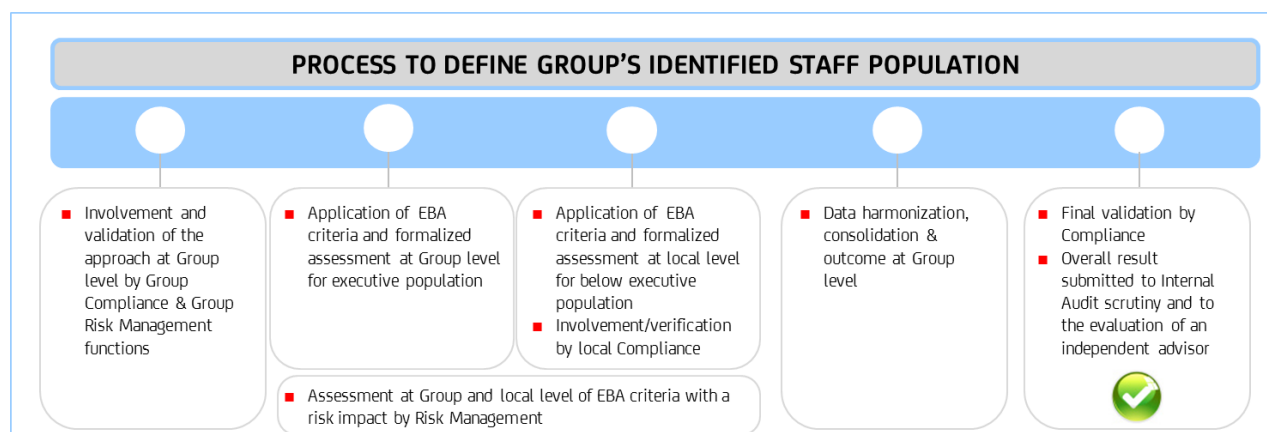 PROCESS TO DEFINE GROUP'S IDENTIFIED STAFF POPULATION
Involvement and
validation of the
approach at Group
level by Group
Compliance & Group
Risk Management
functions
Application of EBA
criteria and formalized
assessment at Group level
for executive population
Application of EBA
criteria and formalized
assessment at local level
for below executive
population
Involvement/verification
by local Compliance
Assessment at Group and local level of EBA criteria with a
risk impact by Risk Management
Data harmonization,
consolidation &
outcome at Group
level
Final validation by
Compliance
Overall result
submitted to Internal
Audit scrutiny and to
the evaluation of an
independent advisor